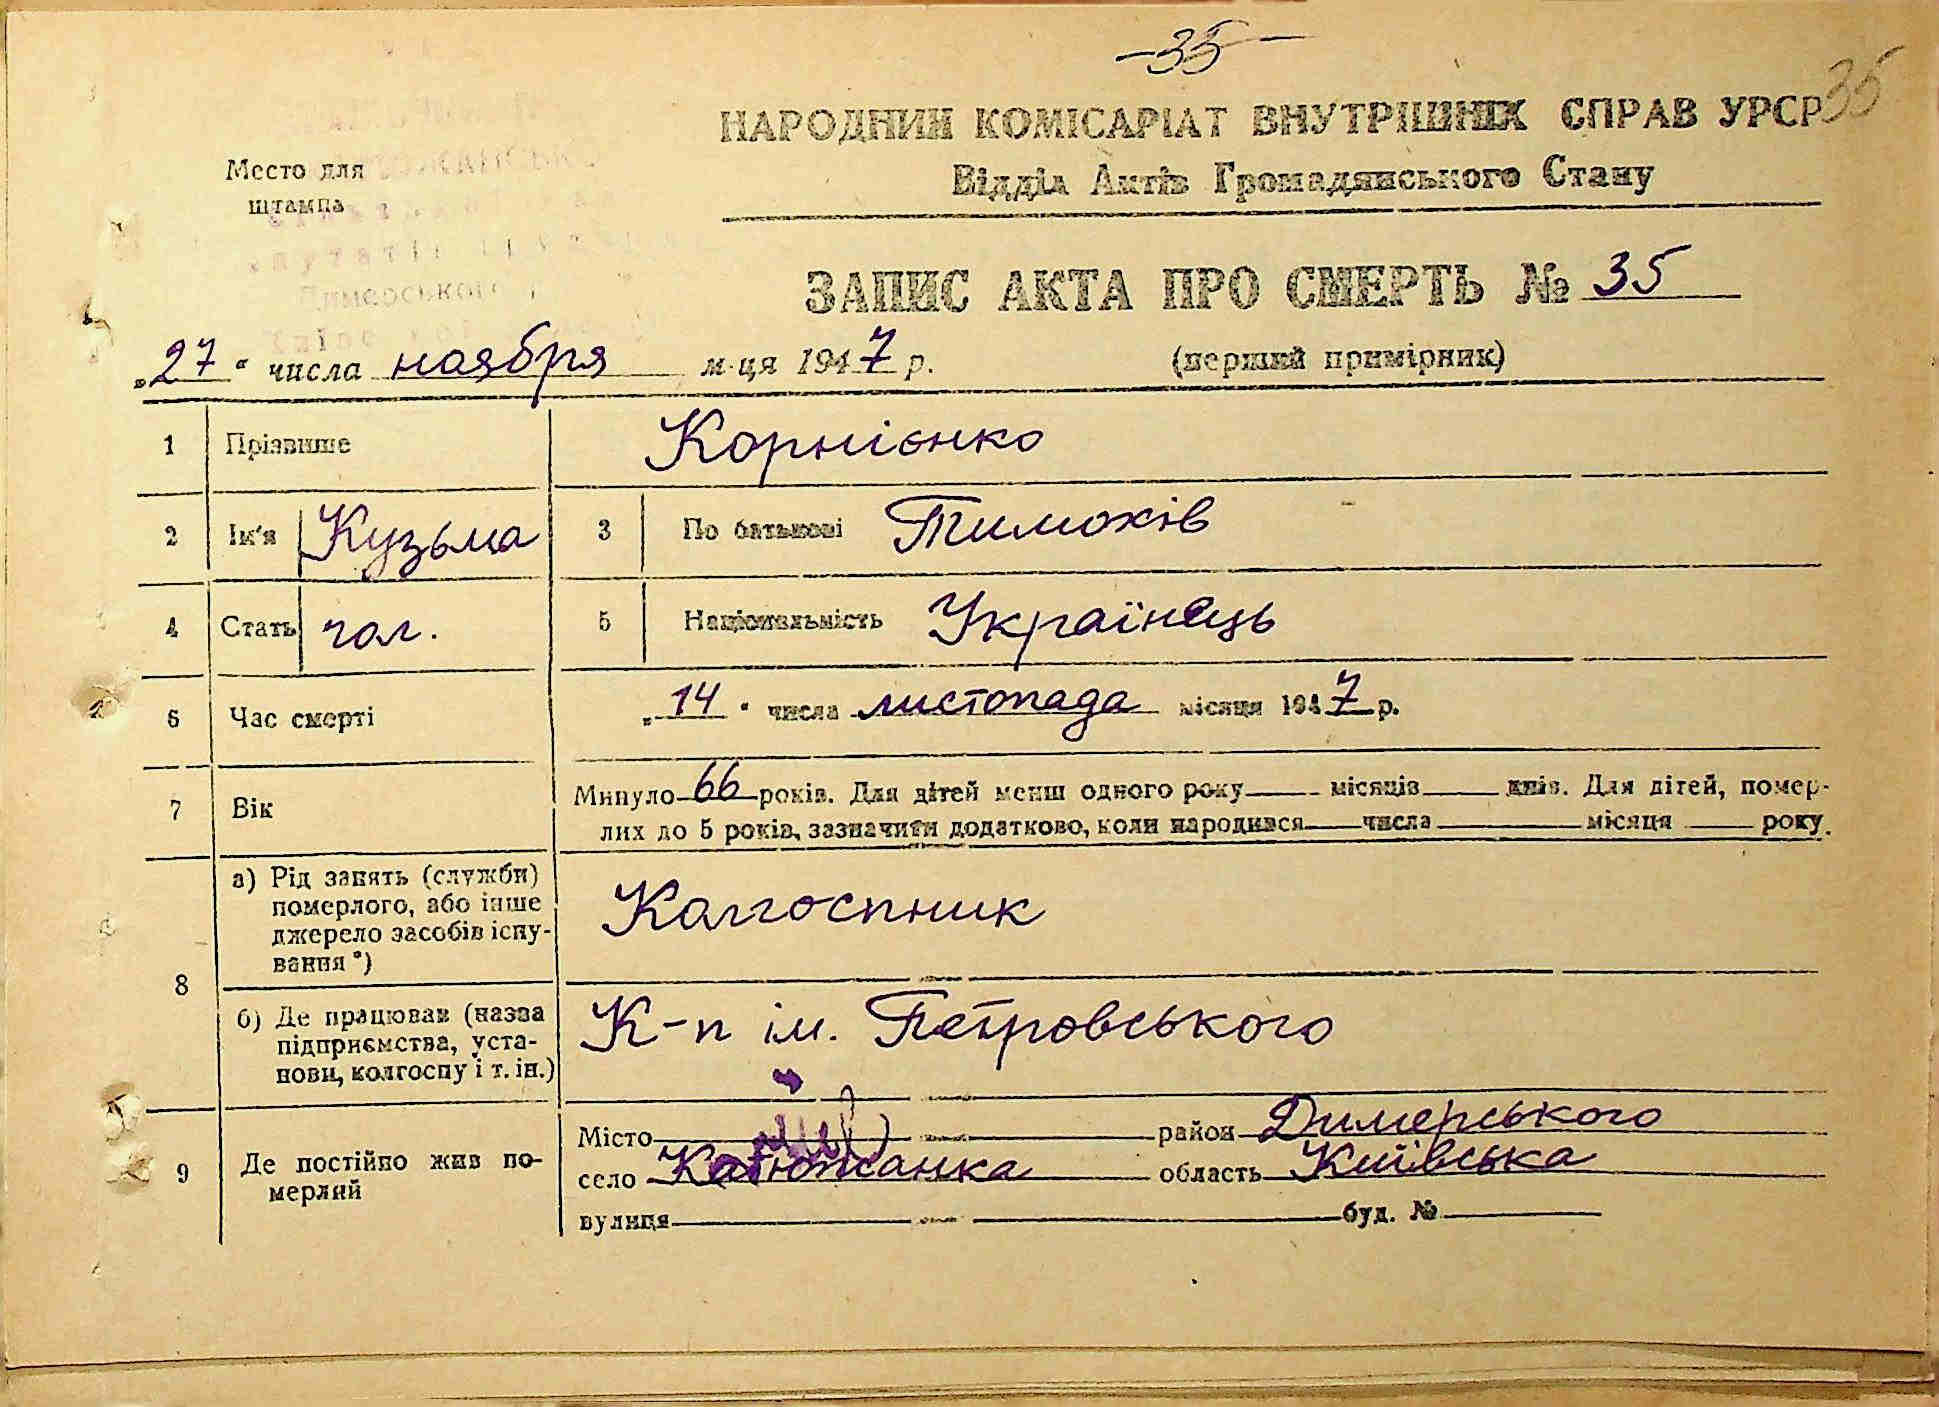 -35-
35
НАРОДНИЙ КОМІСАРІАТ ВНУТРІШНІХ СПРАВ УРСР
Відділ Актів Громадянського Стану
Место для
штампа
ЗАПИС АКТА ПРО СМЕРТЬ № 35
"27" числа ноября м-ця 1947 р. (перший примірник)
1 Прізвище Корнієнко
2 Ім'я Кузьма 3 По батькові Тимохів
4 Стать чол. 5 Національність Українець
6 Час смерті "14" числа листопада місяця 1947 р.
7 Вік Минуло 66 років. Для дітей менш одного року місяців днів. Для дітей, помер-
лих до 5 років, зазначити додатково, коли народився числа місяця року.
8 а) Рід занять (службы) Колгоспник
померлого, або інше
джерело засобів існу-
вання*)
б) Де працював (назва К-п ім. Петровського
підприємства, уста-
нови, колгоспу і т. ін.)
9 Де постійно жив по-
мерлий
Місто район Димерського
село Катюжанка область Київська
вулиця буд. №